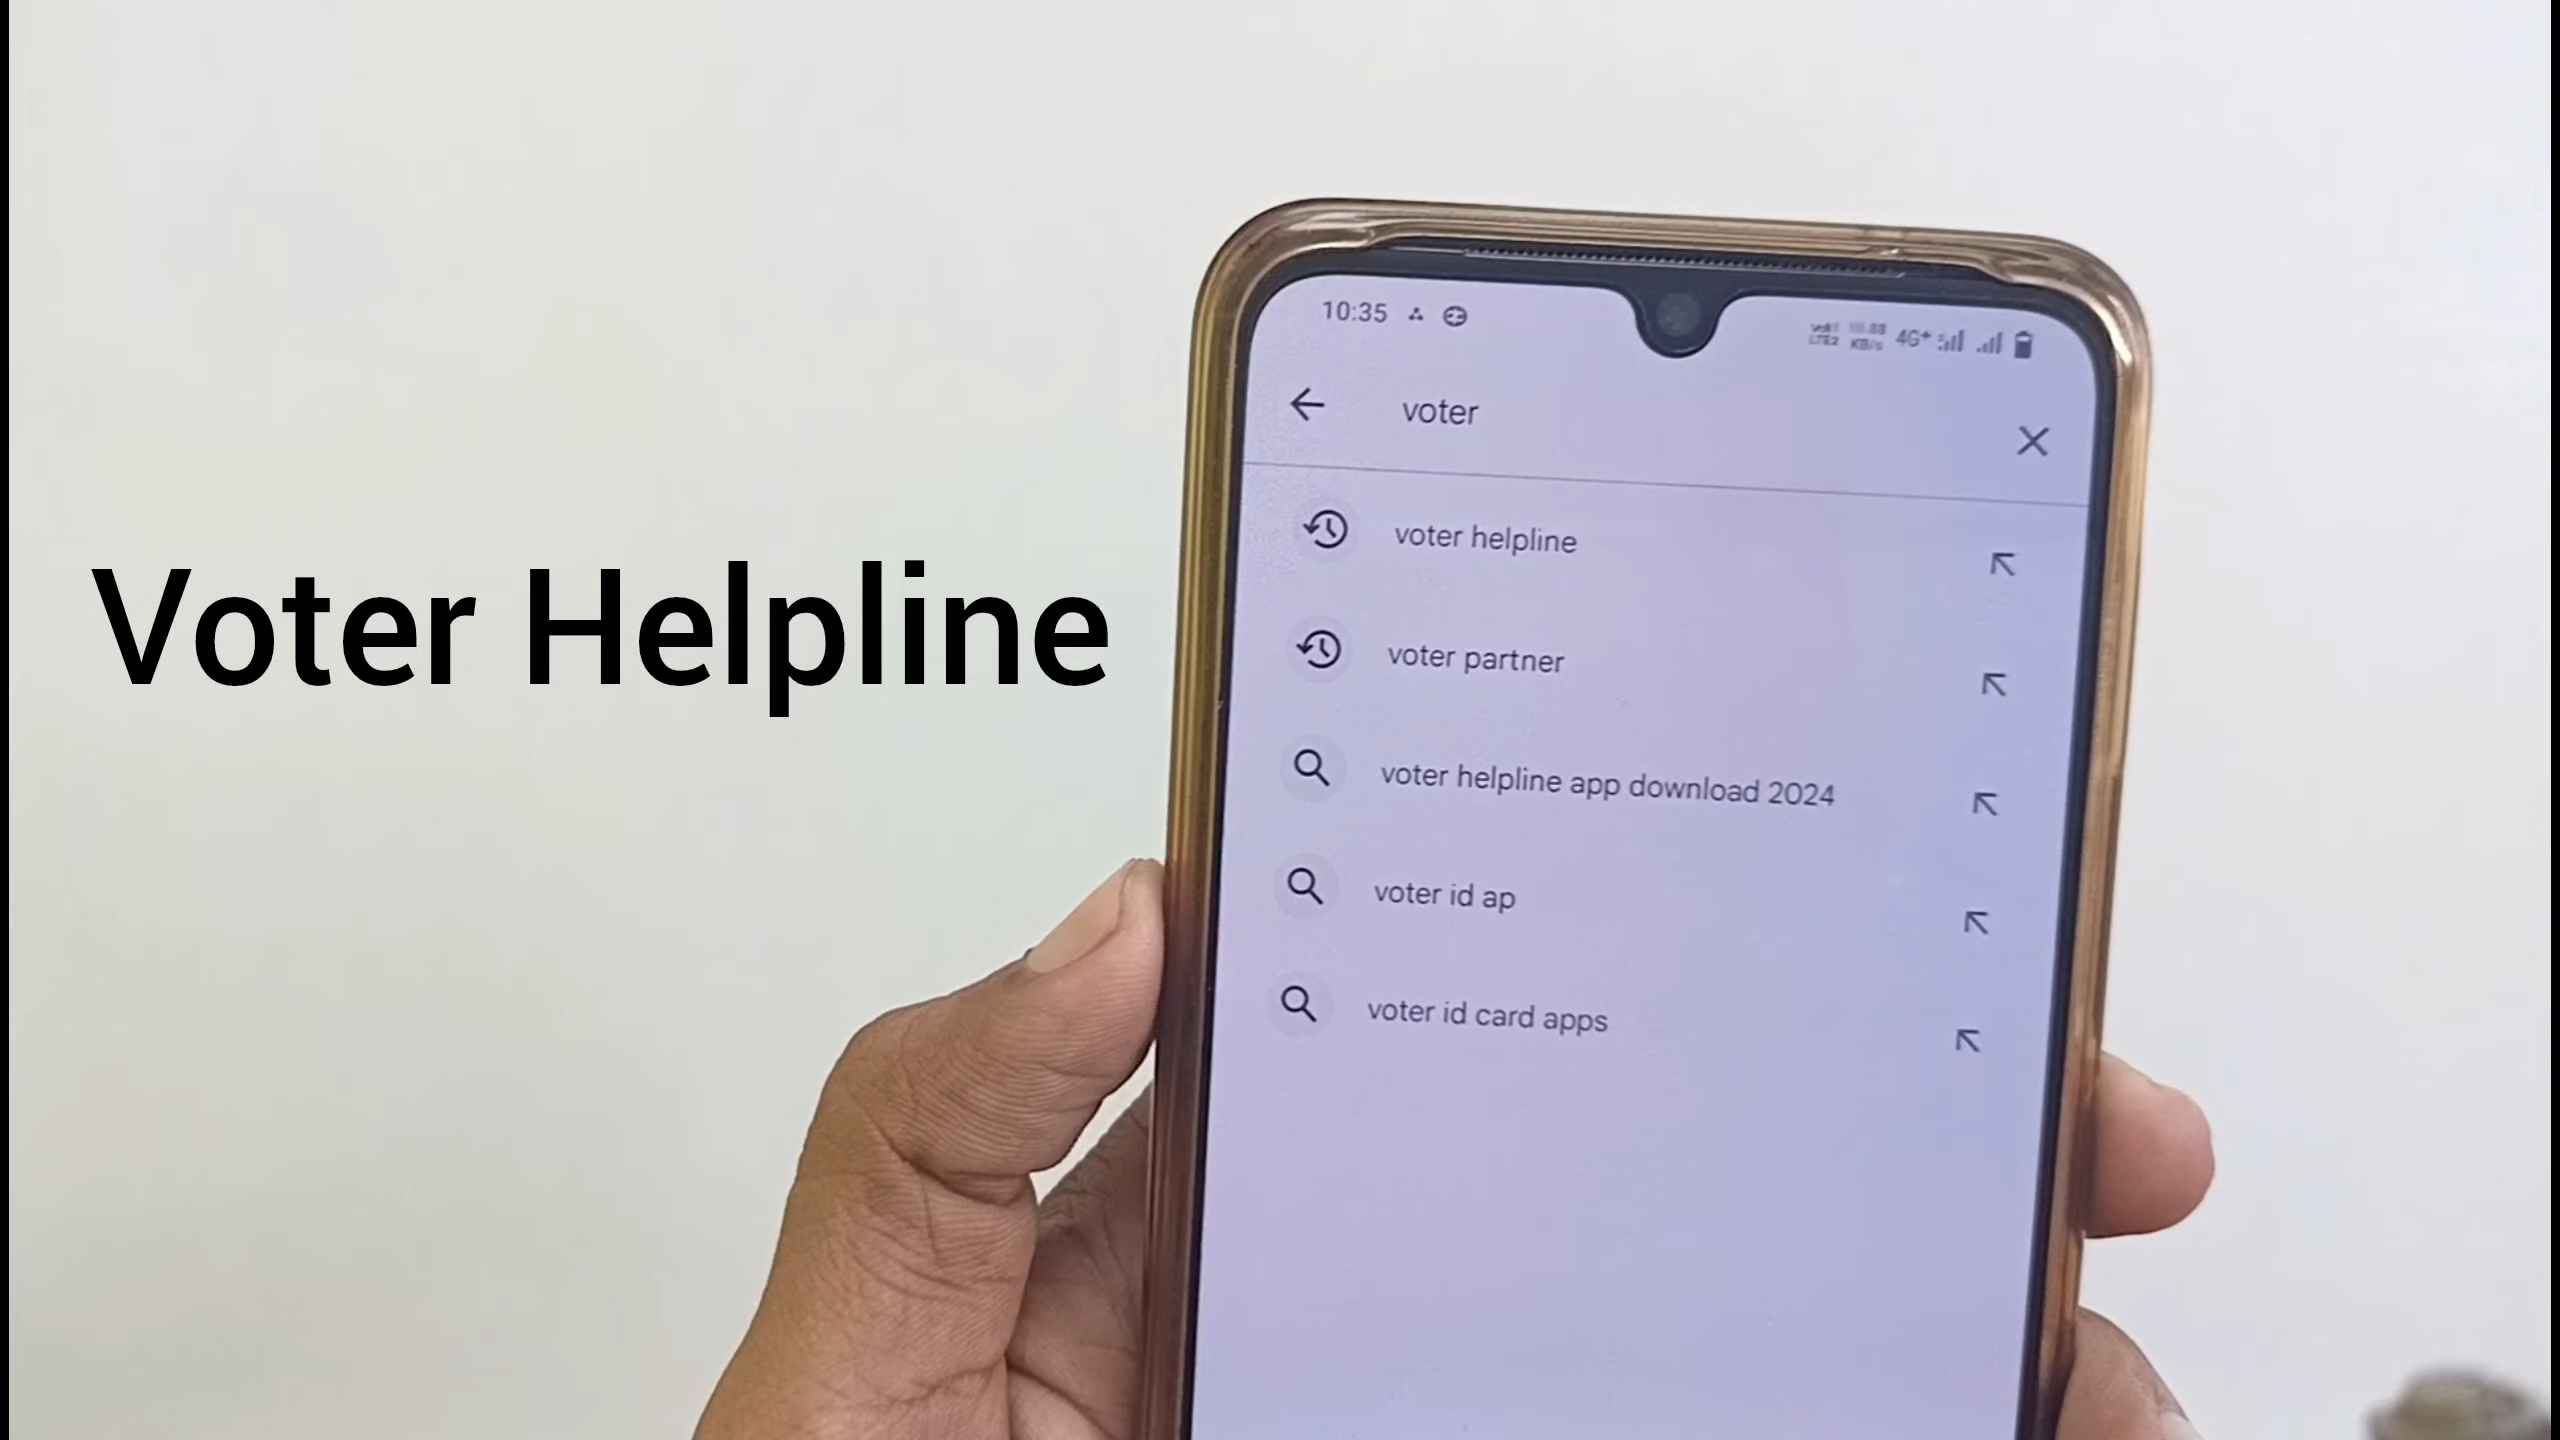 Voter Helpline
10:35
4G+
voter
voter helpline
voter partner
voter helpline app download 2024
voter id ap
voter id card apps